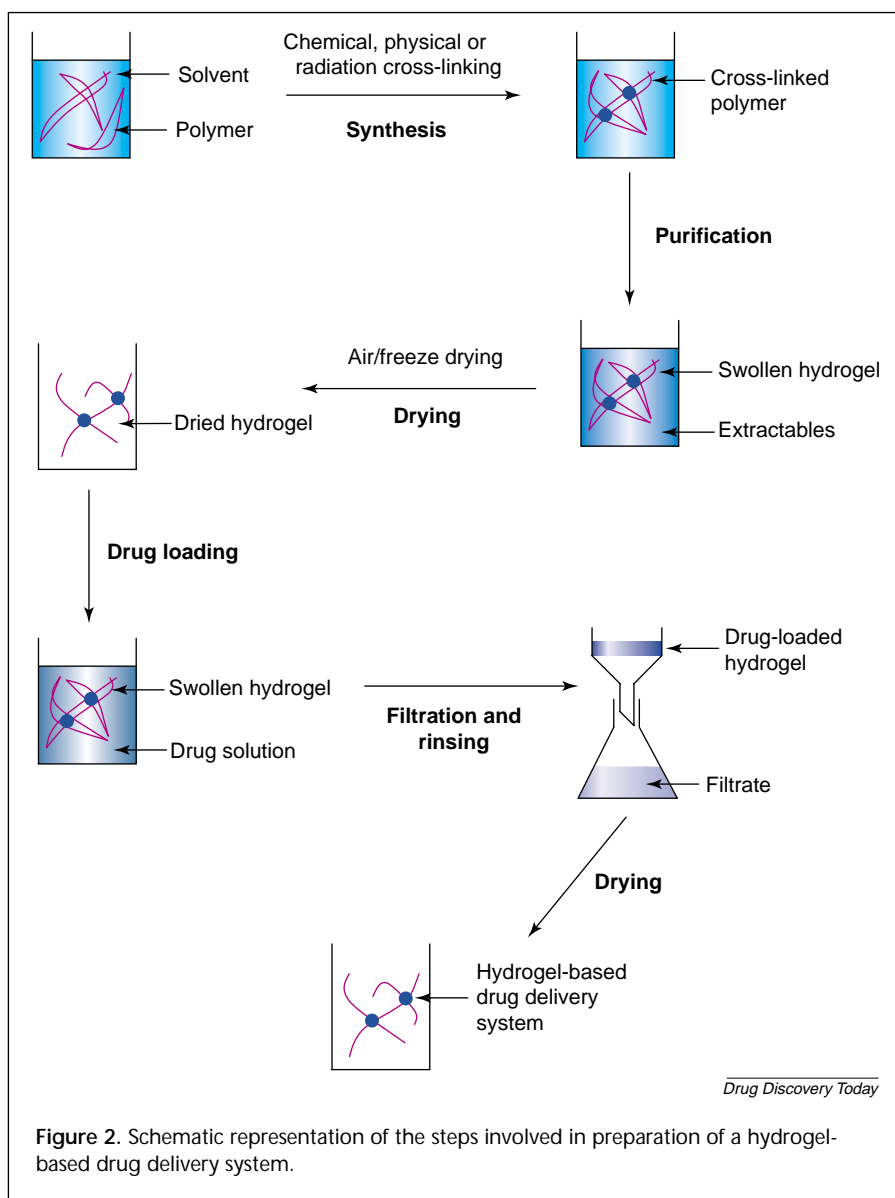 Solvent
Polymer
Chemical, physical or
radiation cross-linking
Synthesis
Cross-linked
polymer
Purification
Swollen hydrogel
Extractables
Air/freeze drying
Drying
Dried hydrogel
Drug loading
Swollen hydrogel
Drug solution
Filtration and
rinsing
Drug-loaded
hydrogel
Filtrate
Drying
Hydrogel-based
drug delivery
system
Drug Discovery Today
Figure 2. Schematic representation of the steps involved in preparation of a hydrogel-
based drug delivery system.